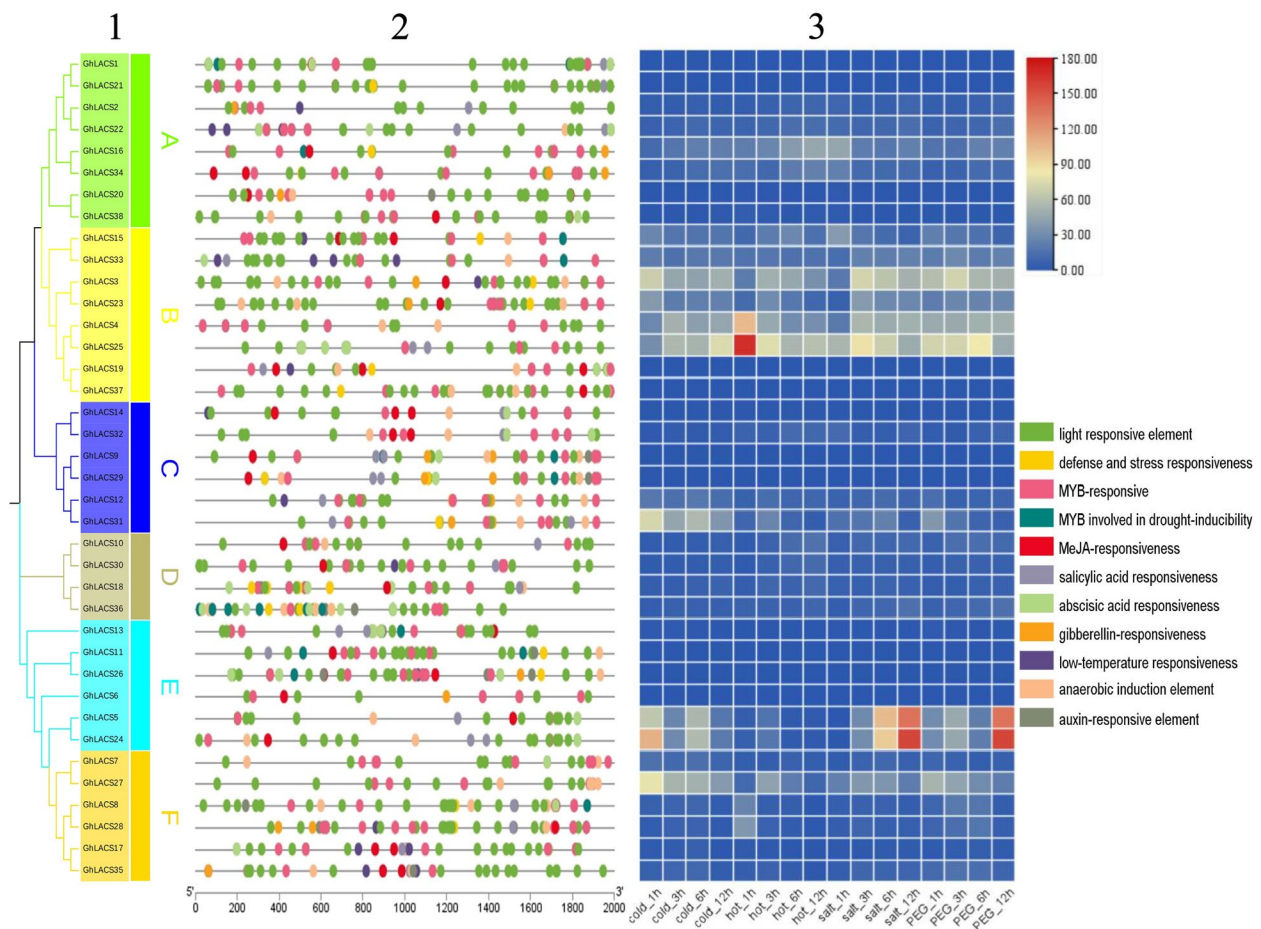 1 2 3
GhLACS1
GhLACS21
GhLACS2
GhLACS22
GhLACS16
GhLACS34
GhLACS20
GhLACS38
GhLACS15
GhLACS33
GhLACS3
GhLACS23
GhLACS4
GhLACS25
GhLACS19
GhLACS37
GhLACS14
GhLACS32
GhLACS9
GhLACS29
GhLACS12
GhLACS31
GhLACS10
GhLACS30
GhLACS18
GhLACS36
GhLACS13
GhLACS11
GhLACS26
GhLACS6
GhLACS5
GhLACS24
GhLACS7
GhLACS27
GhLACS8
GhLACS28
GhLACS17
GhLACS35
A
B
C
D
E
F
5' 3'
0 200 400 600 800 1000 1200 1400 1600 1800 2000
cold_1h cold_3h cold_6h cold_12h hot_1h hot_3h hot_6h hot_12h salt_1h salt_3h salt_6h salt_12h PEG_1h PEG_3h PEG_6h PEG_12h
180.00
150.00
120.00
90.00
60.00
30.00
0.00
light responsive element
defense and stress responsiveness
MYB-responsive
MYB involved in drought-inducibility
MeJA-responsiveness
salicylic acid responsiveness
abscisic acid responsiveness
gibberellin-responsiveness
low-temperature responsiveness
anaerobic induction element
auxin-responsive element